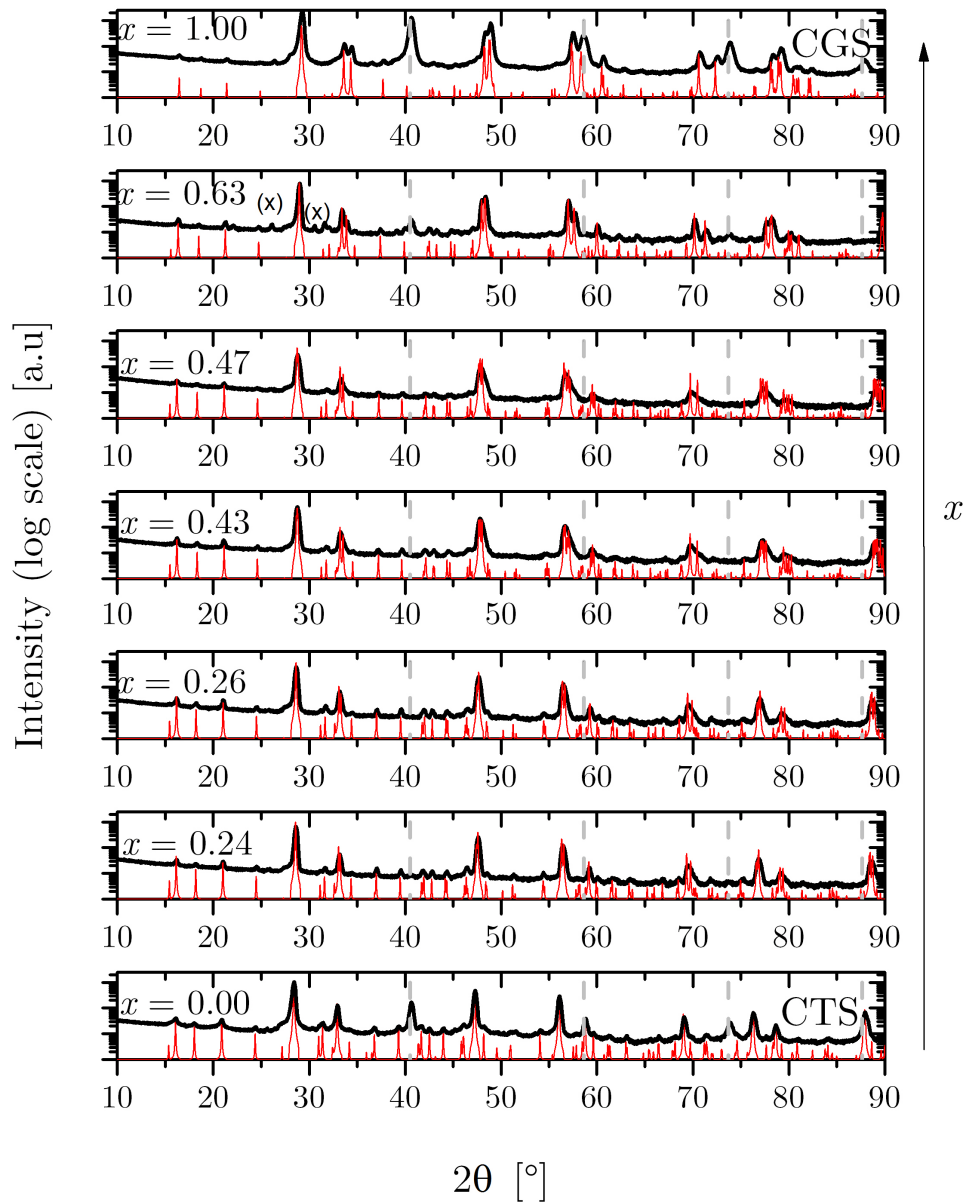 x = 1.00 CGS
10 20 30 40 50 60 70 80 90
x = 0.63 (x) (x)
10 20 30 40 50 60 70 80 90
x = 0.47
10 20 30 40 50 60 70 80 90
x = 0.43
10 20 30 40 50 60 70 80 90
x = 0.26
10 20 30 40 50 60 70 80 90
x = 0.24
10 20 30 40 50 60 70 80 90
x = 0.00 CTS
10 20 30 40 50 60 70 80 90
2θ [°]
Intensity (log scale) [a.u]
x